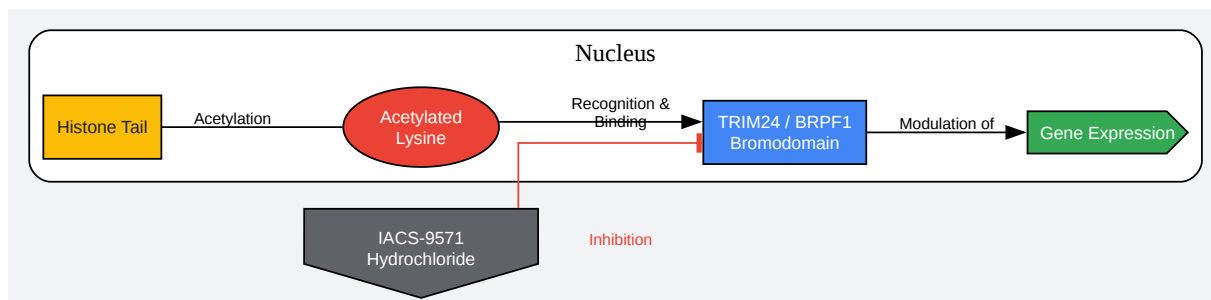 Nucleus
Histone Tail
Acetylation
Acetylated
Lysine
Recognition &
Binding
TRIM24 / BRPF1
Bromodomain
Modulation of
Gene Expression
IACS-9571
Hydrochloride
Inhibition